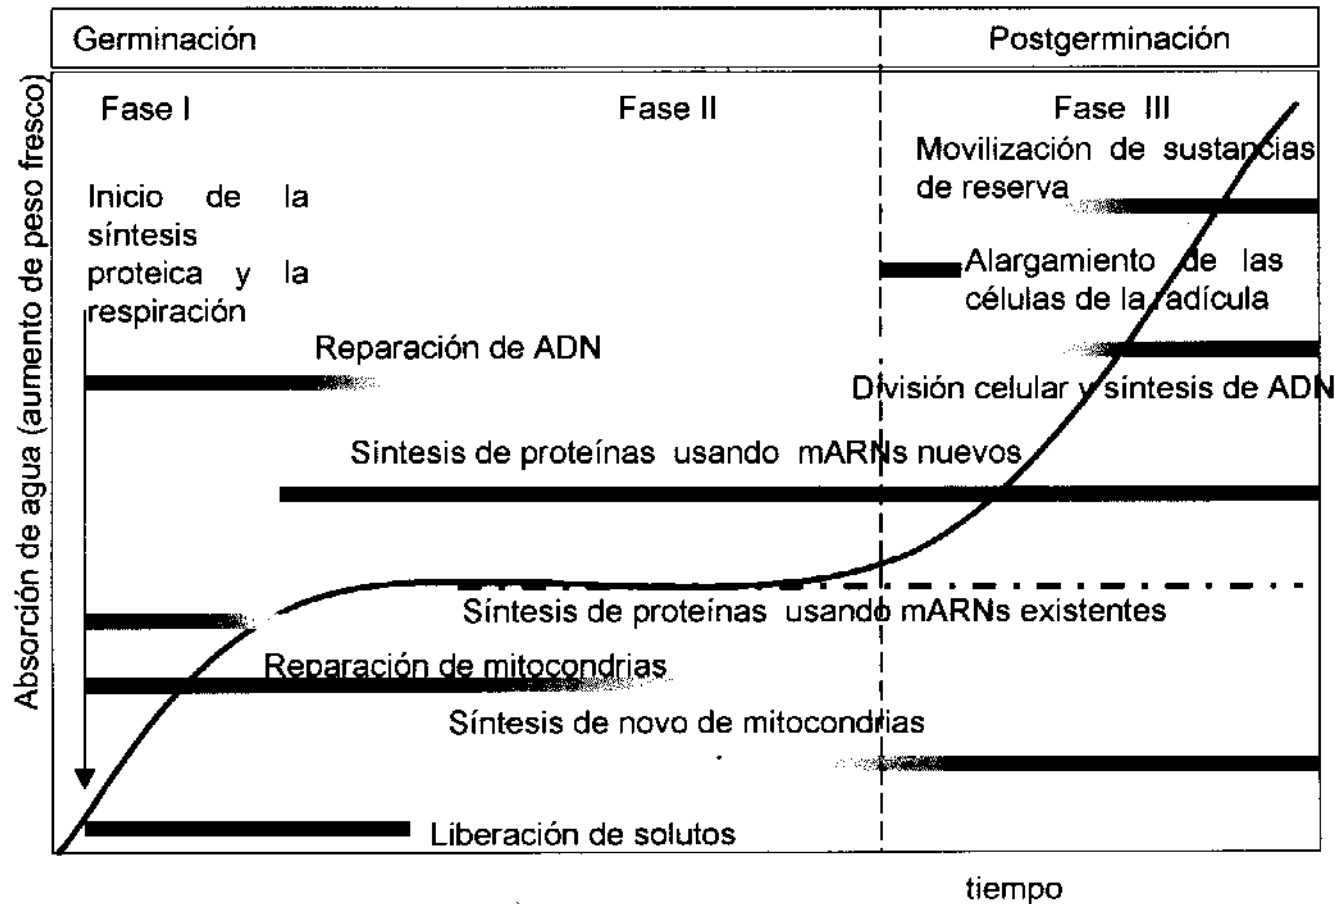 Germinación
Postgerminación
Absorción de agua (aumento de peso fresco)
Fase I
Fase II
Fase III
Inicio de la
síntesis
proteica y la
respiración
Movilización de sustancias
de reserva
Alargamiento de las
células de la radícula
Reparación de ADN
División celular y síntesis de ADN
Síntesis de proteínas usando mARNs nuevos
Síntesis de proteínas usando mARNs existentes
Reparación de mitocondrias
Síntesis de novo de mitocondrias
Liberación de solutos
tiempo